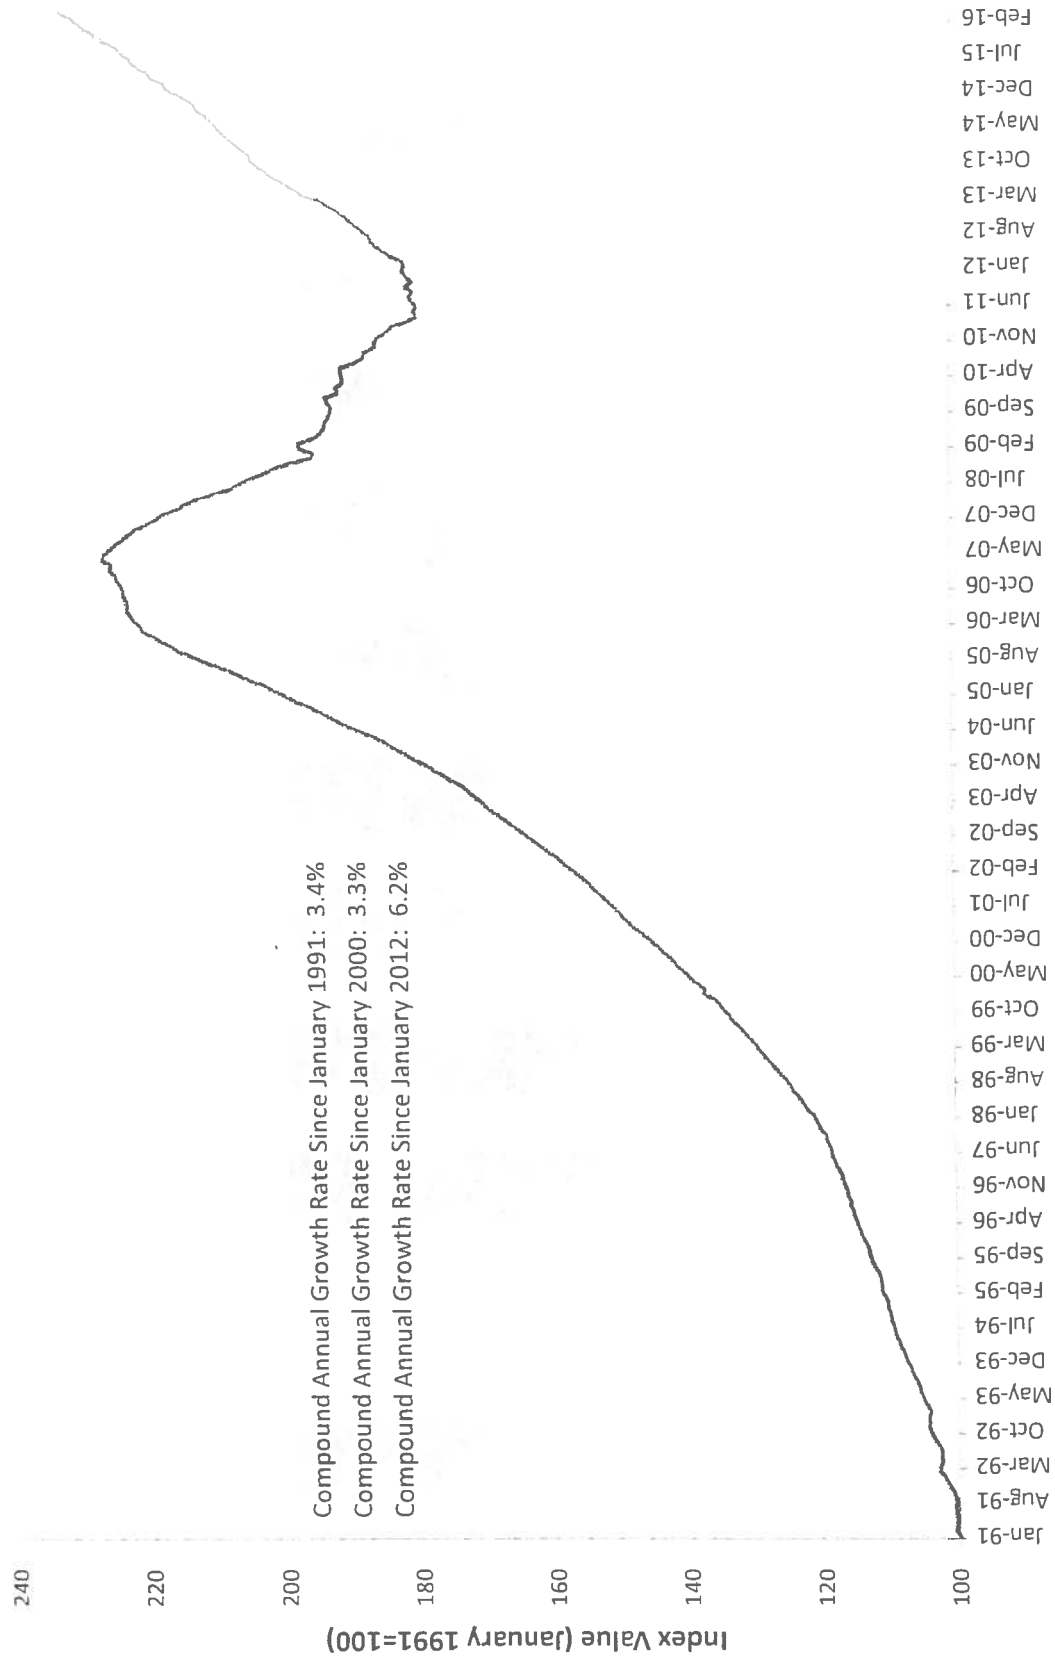 240
220
200
180
160
140
120
100
Index Value (January 1991=100)
Compound Annual Growth Rate Since January 1991: 3.4%
Compound Annual Growth Rate Since January 2000: 3.3%
Compound Annual Growth Rate Since January 2012: 6.2%
Jan-91
Aug-91
Mar-92
Oct-92
May-93
Dec-93
Jul-94
Feb-95
Sep-95
Apr-96
Nov-96
Jun-97
Jan-98
Aug-98
Mar-99
Oct-99
May-00
Dec-00
Jul-01
Feb-02
Sep-02
Apr-03
Nov-03
Jun-04
Jan-05
Aug-05
Mar-06
Oct-06
May-07
Dec-07
Jul-08
Feb-09
Sep-09
Apr-10
Nov-10
Jun-11
Jan-12
Aug-12
Mar-13
Oct-13
May-14
Dec-14
Jul-15
Feb-16